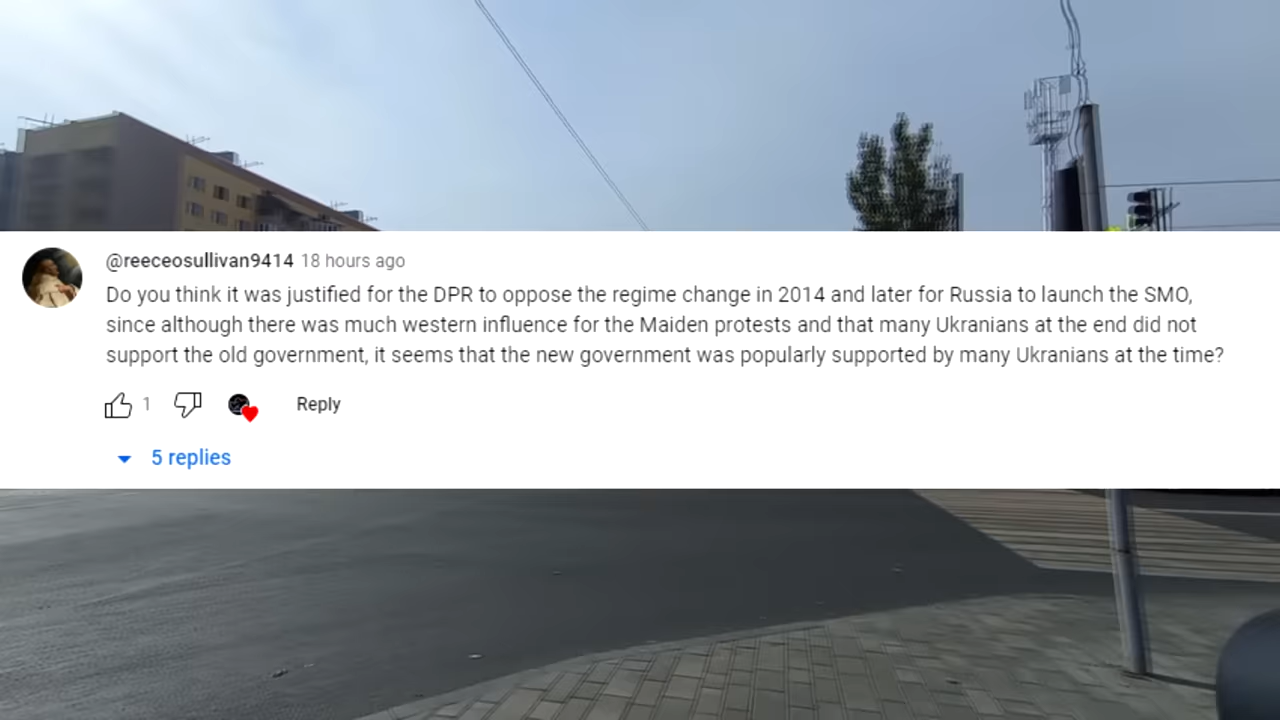 @reeceosullivan9414 18 hours ago
Do you think it was justified for the DPR to oppose the regime change in 2014 and later for Russia to launch the SMO,
since although there was much western influence for the Maiden protests and that many Ukranians at the end did not
support the old government, it seems that the new government was popularly supported by many Ukranians at the time?
1 Reply
5 replies